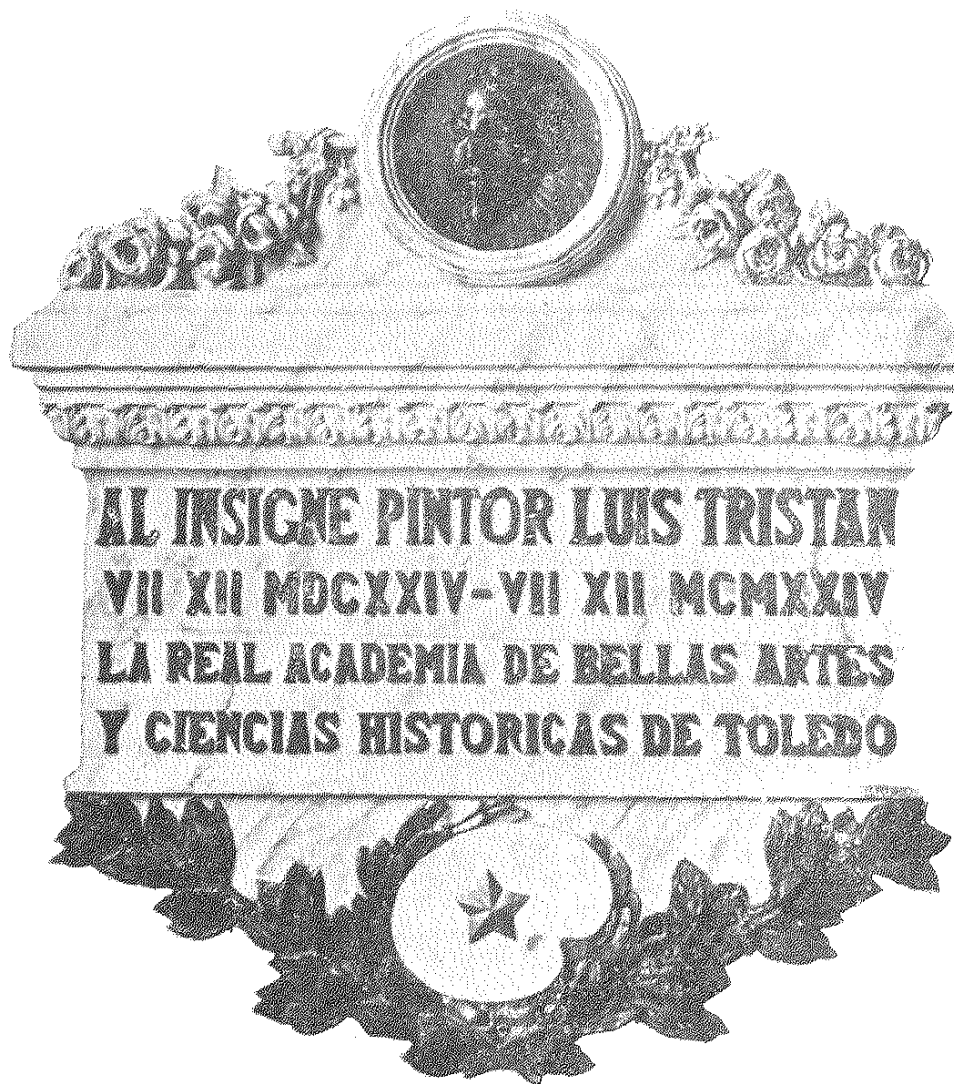 AL INSIGNE PINTOR LUIS TRISTAN
VII XII MDCXXIV-VII XII MCMXXIV
LA REAL ACADEMIA DE BELLAS ARTES
Y CIENCIAS HISTORICAS DE TOLEDO